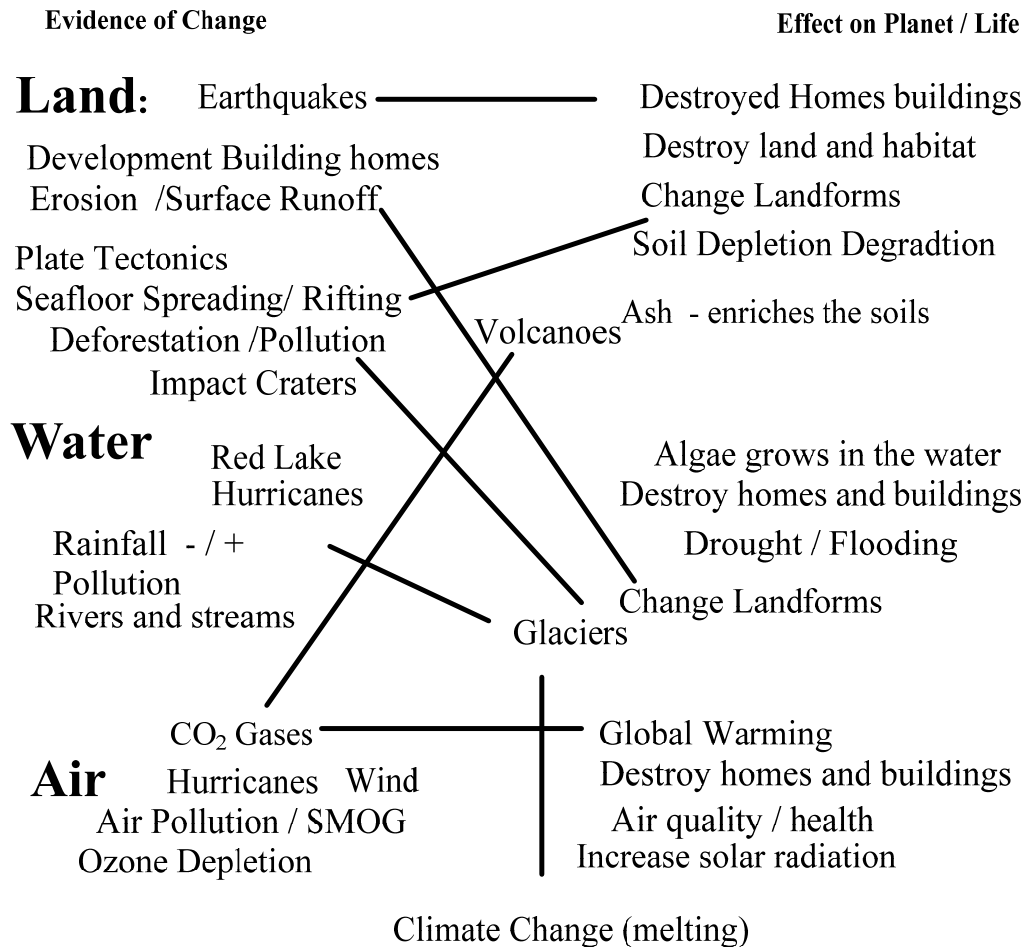 Evidence of Change
Effect on Planet / Life
Land: Earthquakes
Destroyed Homes buildings
Development Building homes
Destroy land and habitat
Erosion /Surface Runoff
Change Landforms
Plate Tectonics
Soil Depletion Degradtion
Seafloor Spreading/ Rifting
Ash - enriches the soils
Deforestation /Pollution
Volcanoes
Impact Craters
Water
Red Lake
Algae grows in the water
Hurricanes
Destroy homes and buildings
Rainfall - / +
Drought / Flooding
Pollution
Rivers and streams
Change Landforms
Glaciers
CO₂ Gases
Global Warming
Air
Hurricanes Wind
Destroy homes and buildings
Air Pollution / SMOG
Air quality / health
Ozone Depletion
Increase solar radiation
Climate Change (melting)